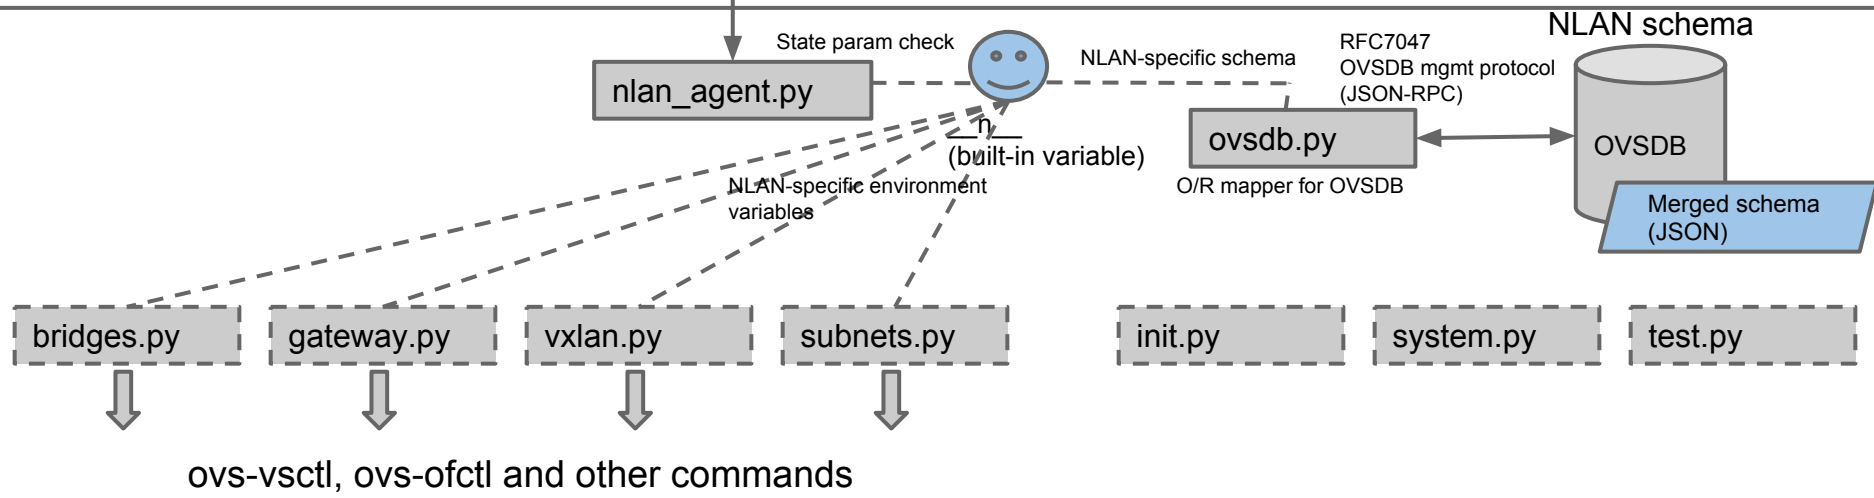 NLAN schema
State param check
nlan_agent.py
NLAN-specific schema
RFC7047
OVSDB mgmt protocol
(JSON-RPC)
__n__
(built-in variable)
ovsdb.py
O/R mapper for OVSDB
OVSDB
Merged schema
(JSON)
NLAN-specific environment
variables
bridges.py
gateway.py
vxlan.py
subnets.py
init.py
system.py
test.py
ovs-vsctl, ovs-ofctl and other commands